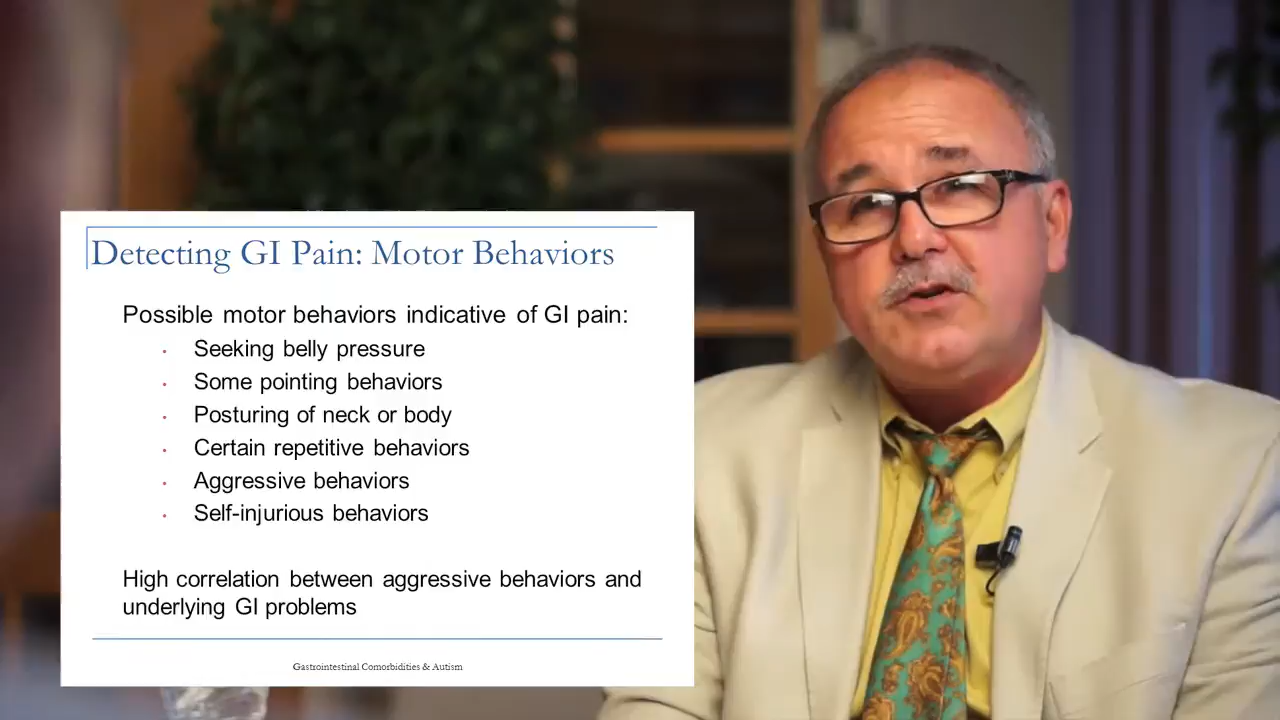 Detecting GI Pain: Motor Behaviors
Possible motor behaviors indicative of GI pain:
Seeking belly pressure
Some pointing behaviors
Posturing of neck or body
Certain repetitive behaviors
Aggressive behaviors
Self-injurious behaviors
High correlation between aggressive behaviors and
underlying GI problems
Gastrointestinal Comorbidities & Autism